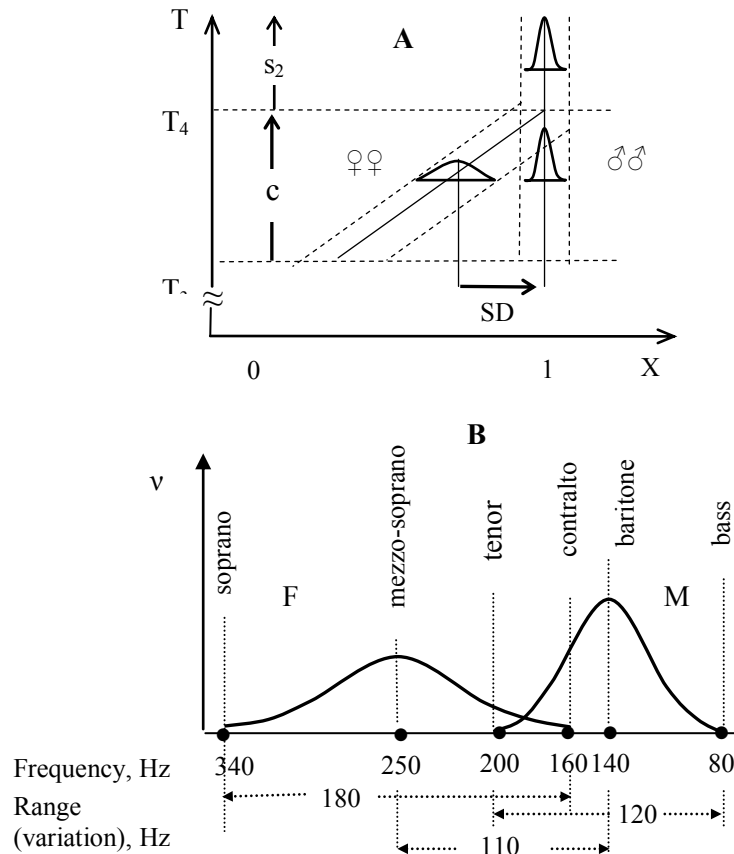 T
A
s₂
T₄
♀♀
♂♂
c
SD
0
1
X
B
ν
soprano
mezzo-soprano
tenor
contralto
baritone
bass
F
M
Frequency, Hz
340
250
200
160
140
80
Range
(variation), Hz
180
120
110